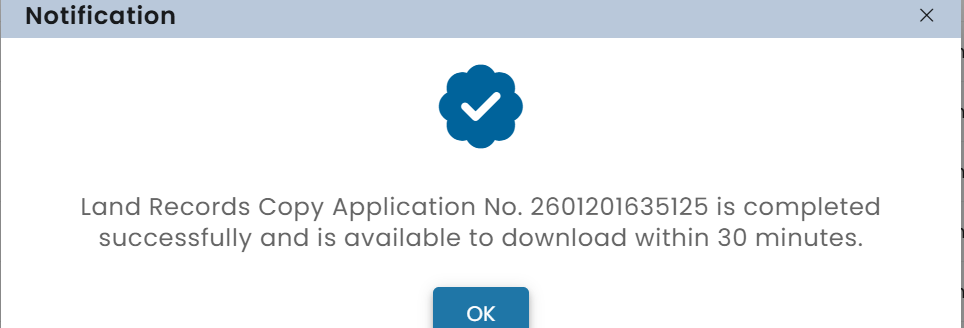 Notification
Land Records Copy Application No. 2601201635125 is completed
successfully and is available to download within 30 minutes.
OK